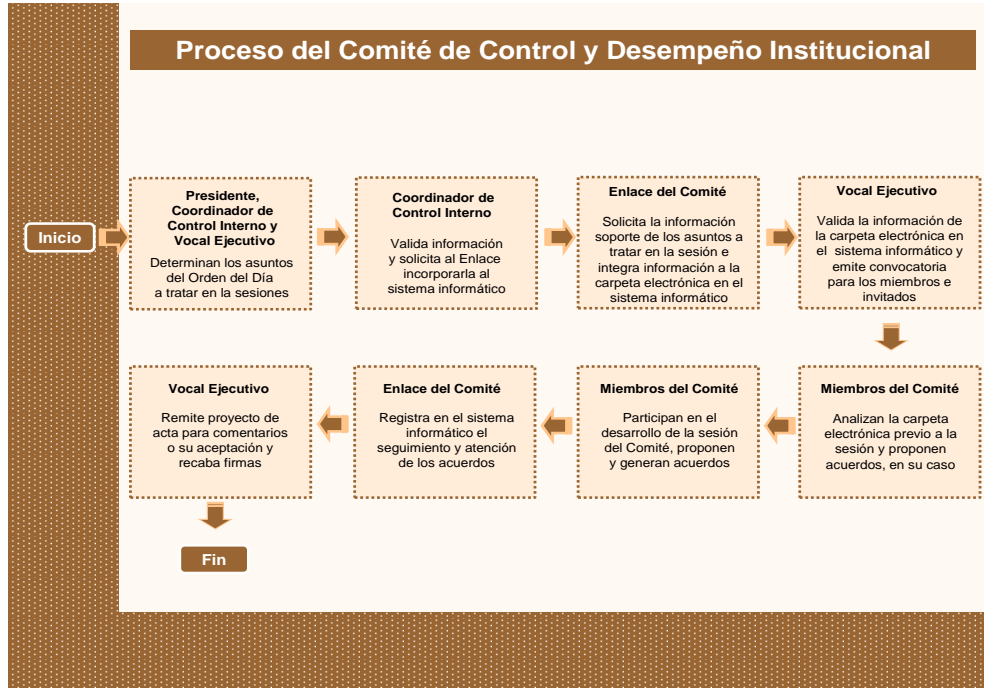 Proceso del Comité de Control y Desempeño Institucional
Inicio
Presidente,
Coordinador de
Control Interno y
Vocal Ejecutivo
Determinan los asuntos
del Orden del Día
a tratar en la sesiones
Coordinador de
Control Interno
Valida información
y solicita al Enlace
incorporarla al
sistema informático
Enlace del Comité
Solicita la información
soporte de los asuntos a
tratar en la sesión e
integra información a la
carpeta electrónica en el
sistema informático
Vocal Ejecutivo
Valida la información de
la carpeta electrónica en
el sistema informático y
emite convocatoria
para los miembros e
invitados
Miembros del Comité
Analizan la carpeta
electrónica previo a la
sesión y proponen
acuerdos, en su caso
Miembros del Comité
Participan en el
desarrollo de la sesión
del Comité, proponen
y generan acuerdos
Enlace del Comité
Registra en el sistema
informático el
seguimiento y atención
de los acuerdos
Vocal Ejecutivo
Remite proyecto de
acta para comentarios
o su aceptación y
recaba firmas
Fin